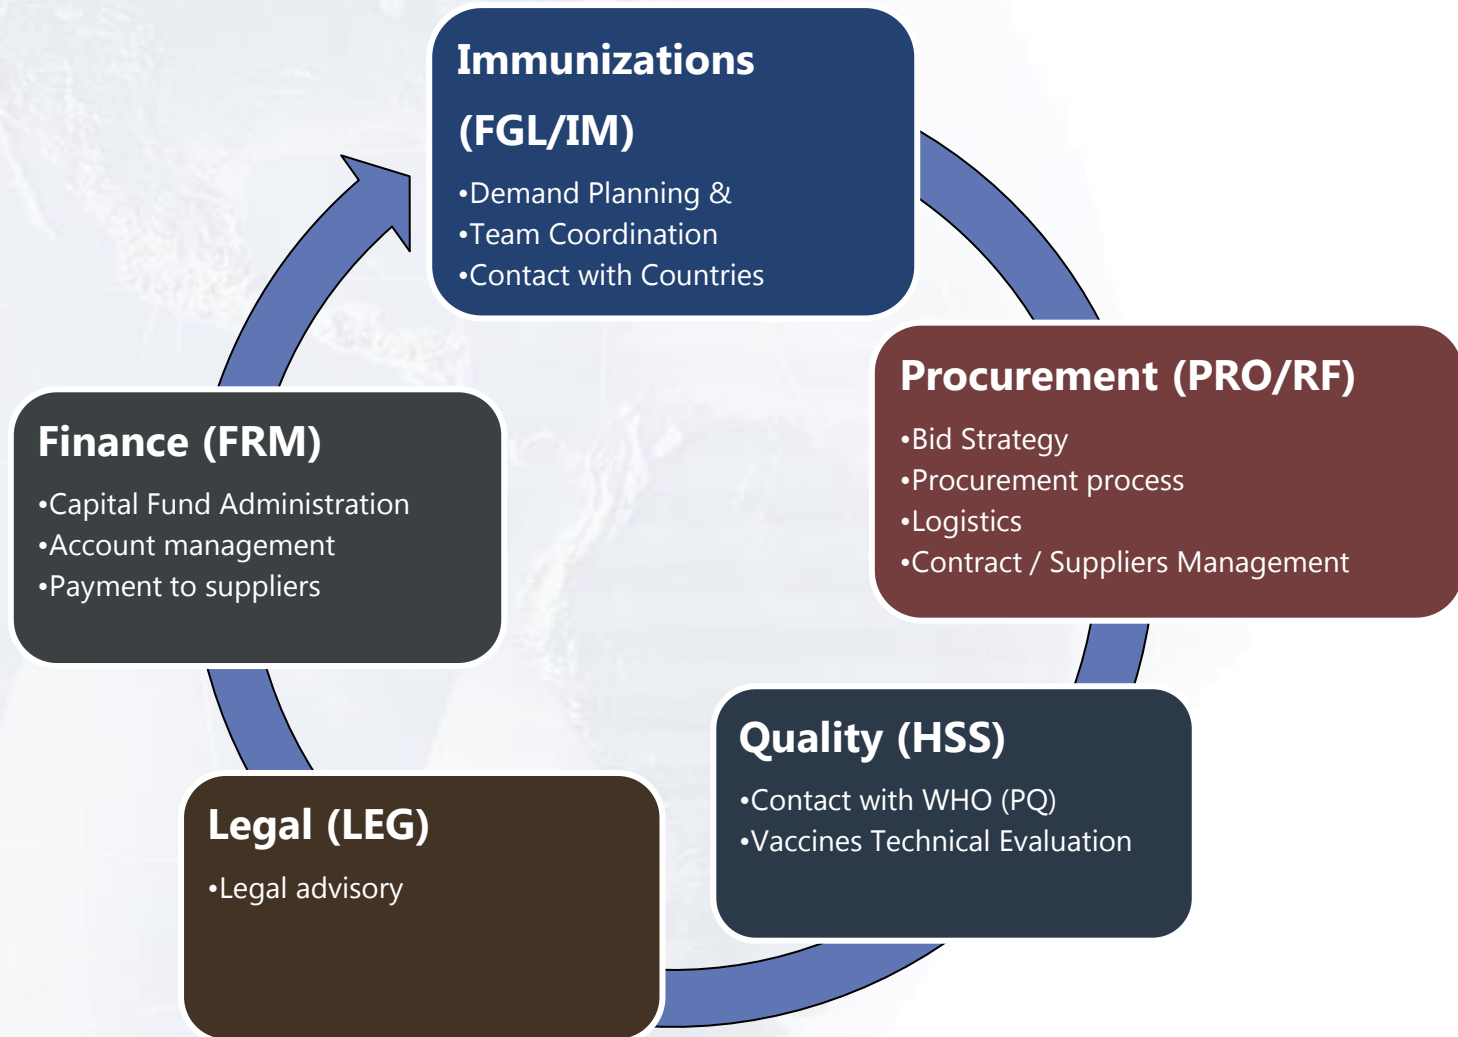 Immunizations
(FGL/IM)
•Demand Planning &
•Team Coordination
•Contact with Countries
Procurement (PRO/RF)
•Bid Strategy
•Procurement process
•Logistics
•Contract / Suppliers Management
Quality (HSS)
•Contact with WHO (PQ)
•Vaccines Technical Evaluation
Legal (LEG)
•Legal advisory
Finance (FRM)
•Capital Fund Administration
•Account management
•Payment to suppliers